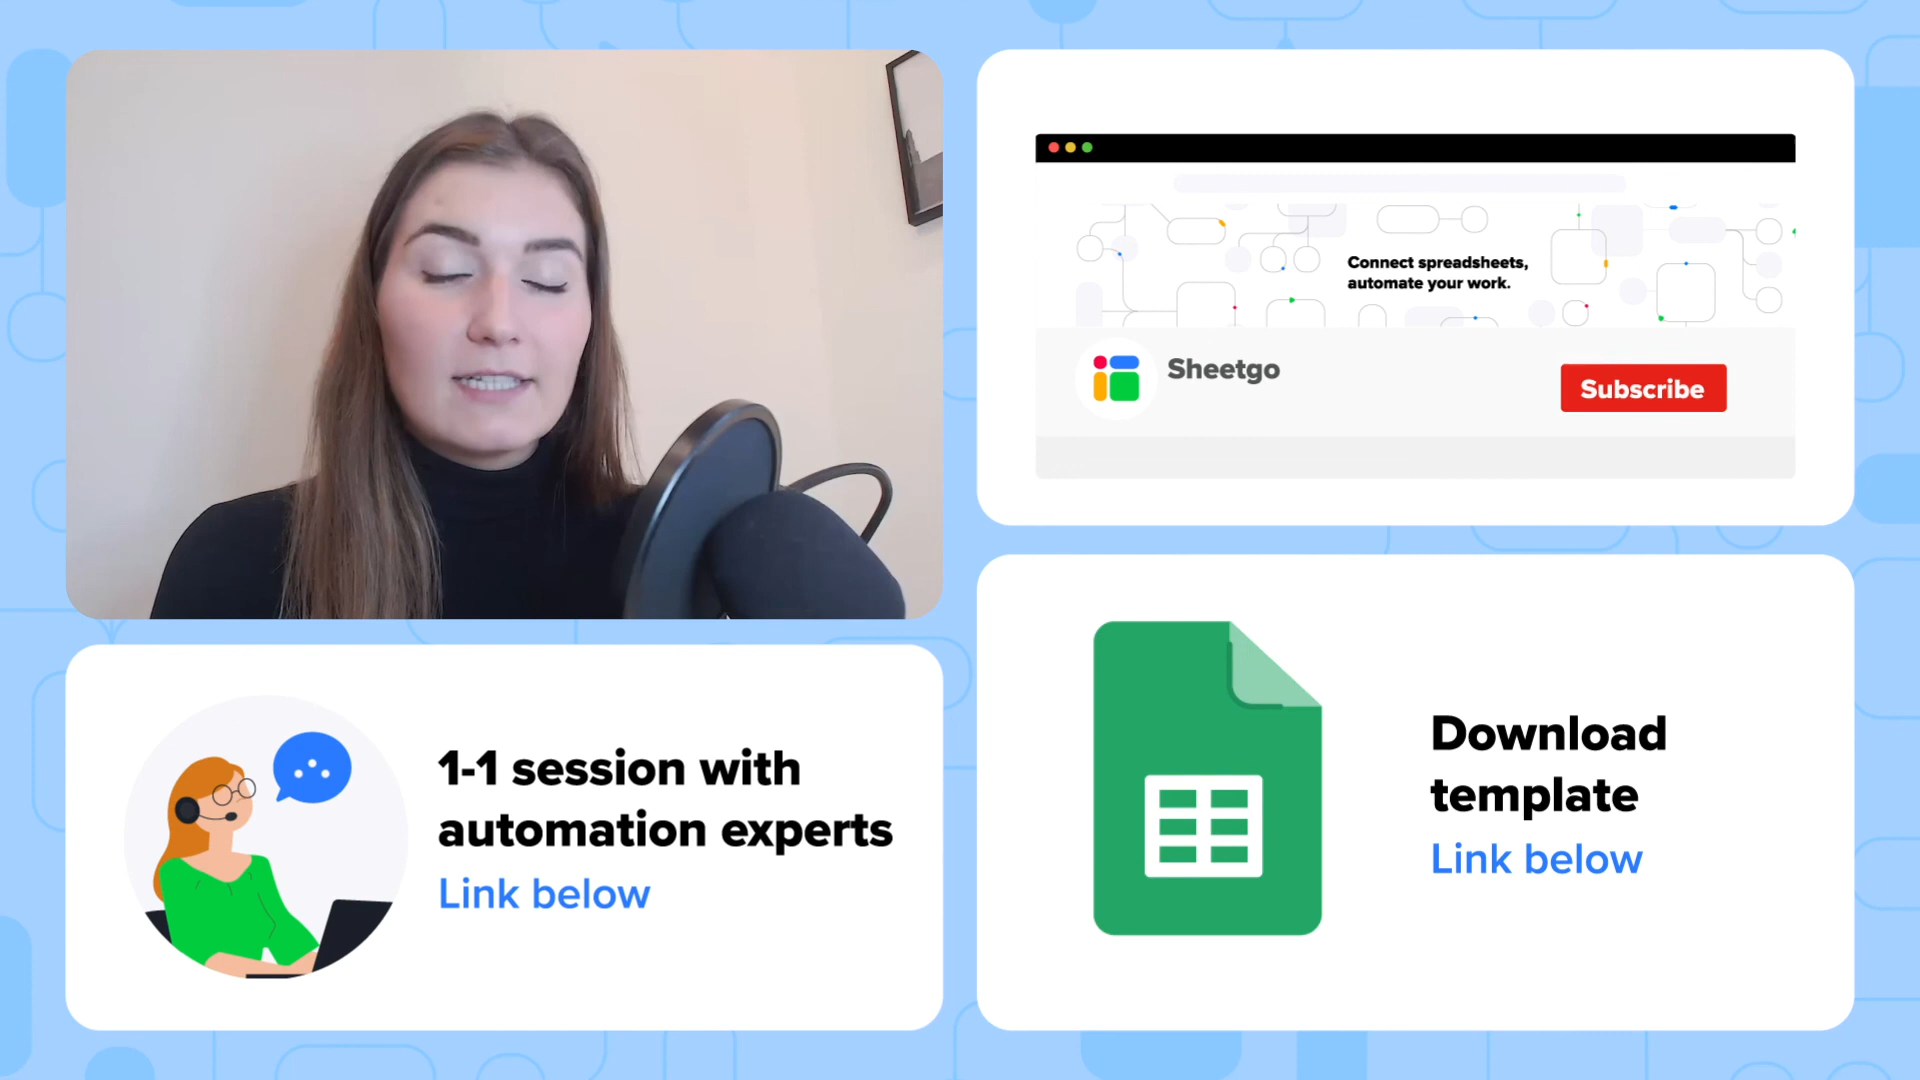 Connect spreadsheets,
automate your work.
Sheetgo
Subscribe
1-1 session with
automation experts
Link below
Download
template
Link below